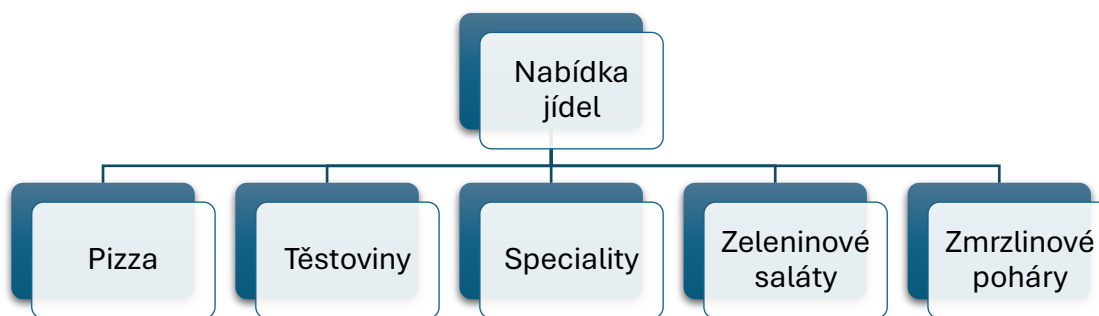 Nabídka
jídel
Pizza
Těstoviny
Speciality
Zeleninové
saláty
Zmrzlinové
poháry